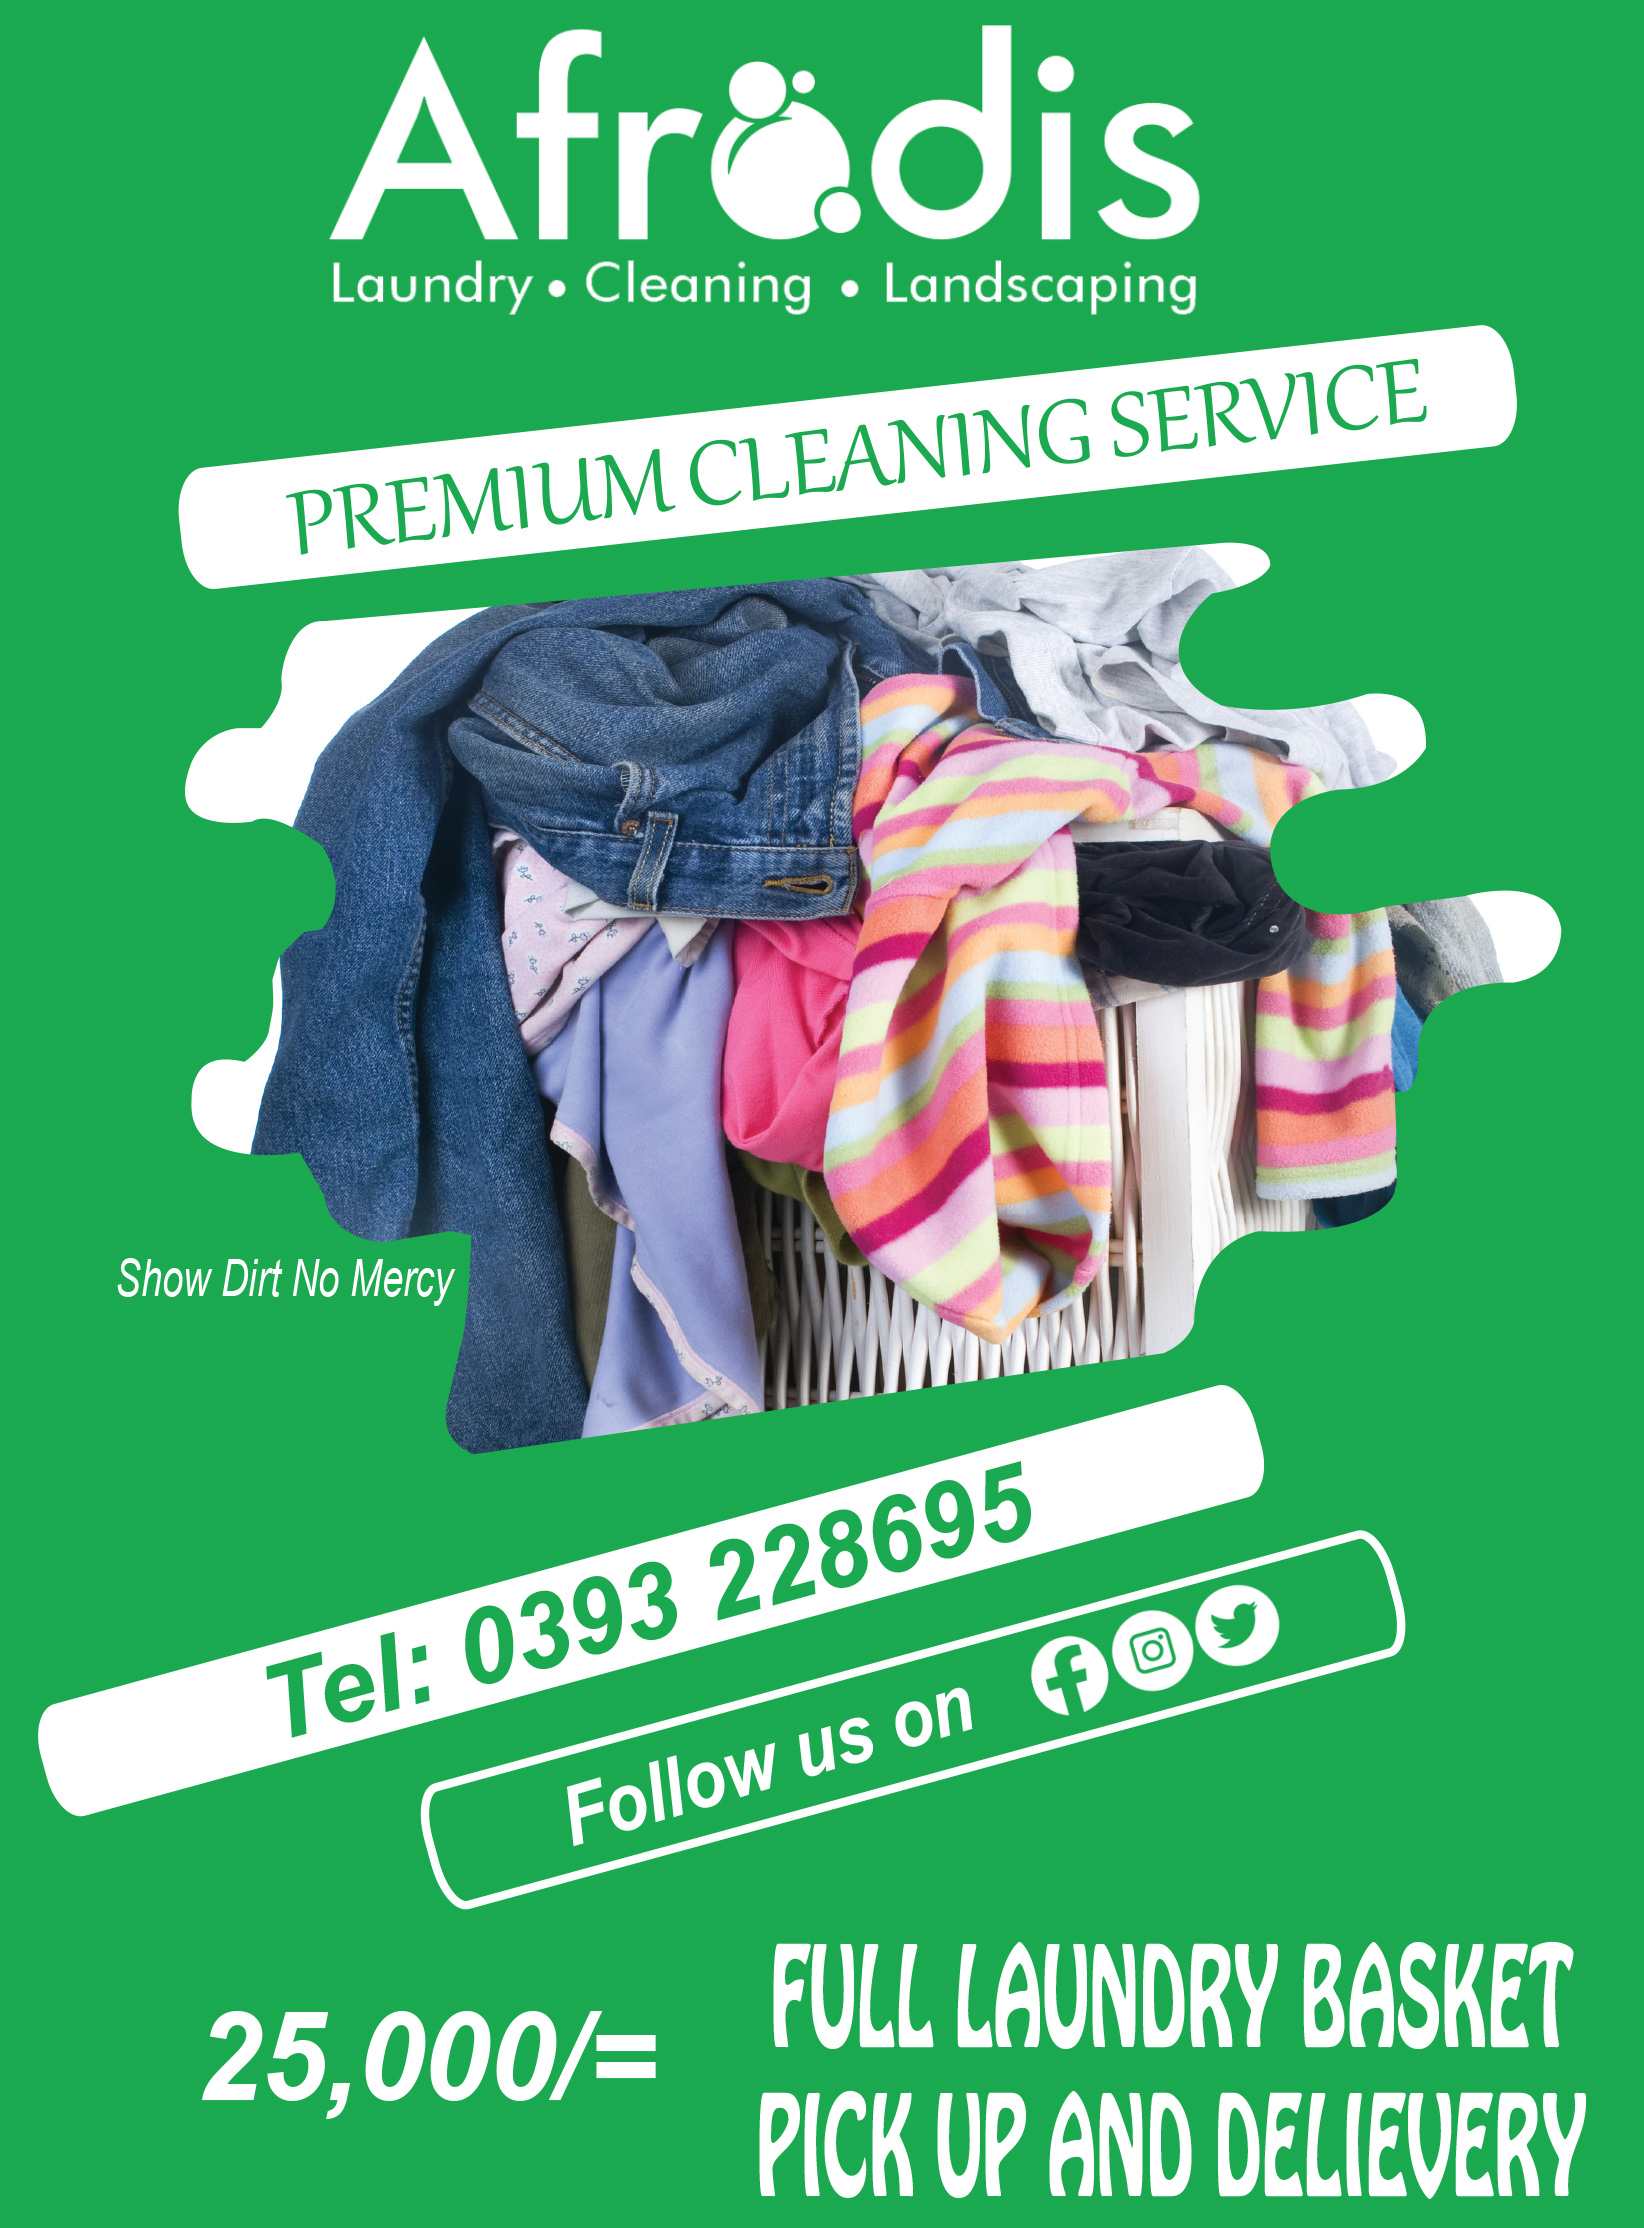 Afrodis
Laundry • Cleaning • Landscaping
PREMIUM CLEANING SERVICE
Show Dirt No Mercy
Tel: 0393 228695
Follow us on
25,000/=
FULL LAUNDRY BASKET
PICK UP AND DELIEVERY